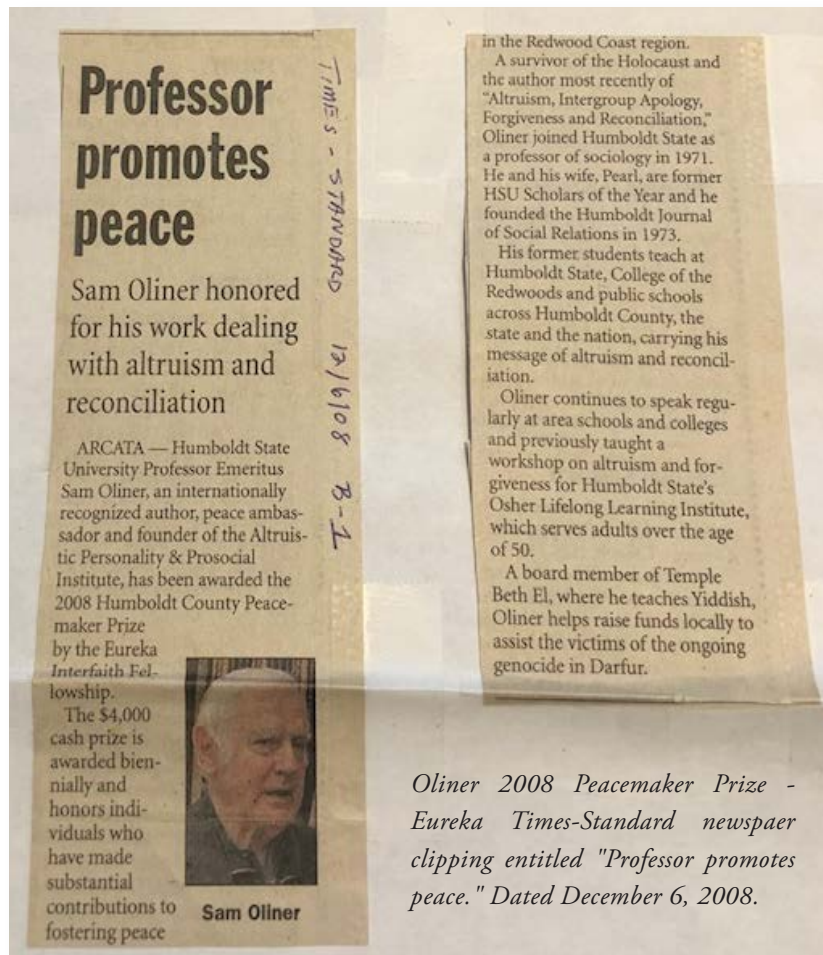 Professor
promotes
peace
Sam Oliner honored
for his work dealing
with altruism and
reconciliation
ARCATA — Humboldt State
University Professor Emeritus
Sam Oliner, an internationally
recognized author, peace ambas-
sador and founder of the Altruis-
tic Personality & Prosocial
Institute, has been awarded the
2008 Humboldt County Peace-
maker Prize
by the Eureka
Interfaith Fel-
lowship.
The $4,000
cash prize is
awarded bien-
nially and
honors indi-
viduals who
have made
substantial
contributions to
fostering peace
Sam Oliner
TIMES - STANDARD 12/6/08 B-1
in the Redwood Coast region.
A survivor of the Holocaust and
the author most recently of
"Altruism, Intergroup Apology,
Forgiveness and Reconciliation,"
Oliner joined Humboldt State as
a professor of sociology in 1971.
He and his wife, Pearl, are former
HSU Scholars of the Year and he
founded the Humboldt Journal
of Social Relations in 1973.
His former students teach at
Humboldt State, College of the
Redwoods and public schools
across Humboldt County, the
state and the nation, carrying his
message of altruism and reconcil-
iation.
Oliner continues to speak regu-
larly at area schools and colleges
and previously taught a
workshop on altruism and for-
giveness for Humboldt State's
Osher Lifelong Learning Institute,
which serves adults over the age
of 50.
A board member of Temple
Beth El, where he teaches Yiddish,
Oliner helps raise funds locally to
assist the victims of the ongoing
genocide in Darfur.
Oliner 2008 Peacemaker Prize -
Eureka Times-Standard newspaer
clipping entitled "Professor promotes
peace." Dated December 6, 2008.